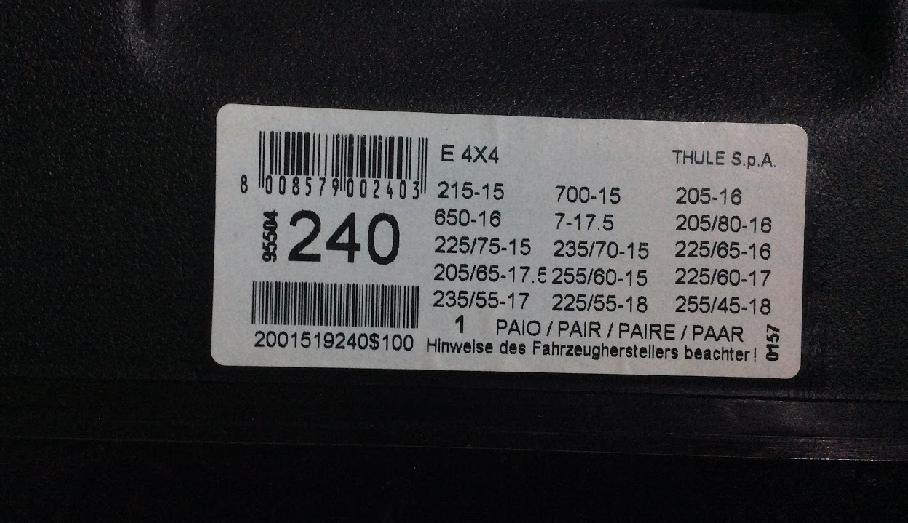 E 4X4 THULE S.p.A.
8 008579 002403
215-15 700-15 205-16
650-16 7-17.5 205/80-16
95504
240
225/75-15 235/70-15 225/65-16
205/65-17.5 255/60-15 225/60-17
235/55-17 225/55-18 255/45-18
1 PAIO / PAIR / PAIRE / PAAR
2001519240$100
Hinweise des Fahrzeugherstellers beachter!
0157